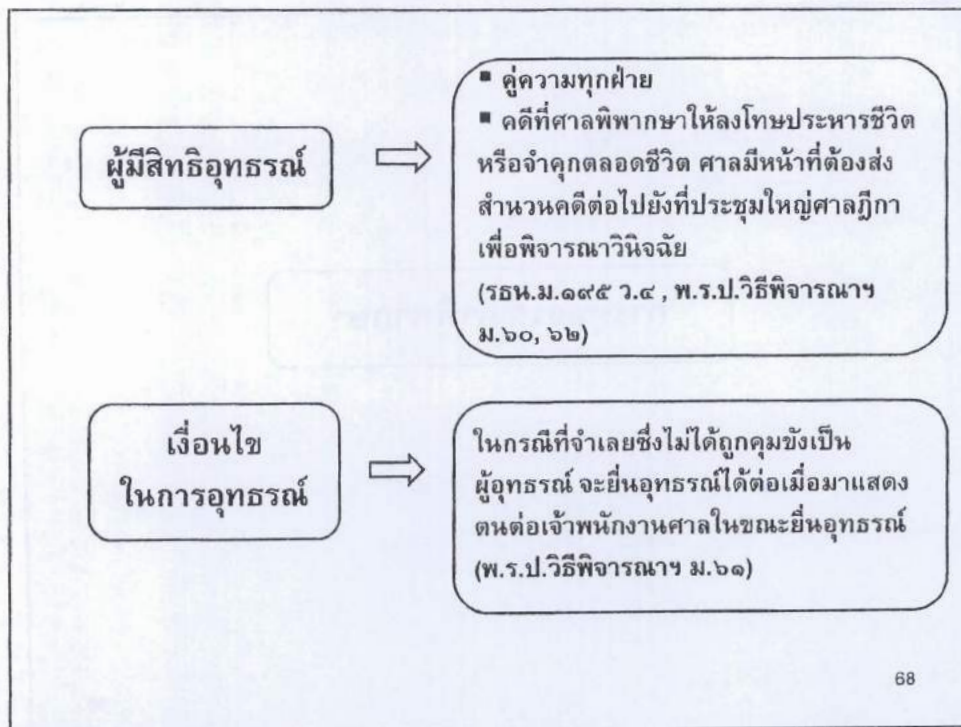 ผู้มีสิทธิอุทธรณ์
▪ คู่ความทุกฝ่าย
▪ คดีที่ศาลพิพากษาให้ลงโทษประหารชีวิต
หรือจำคุกตลอดชีวิต ศาลมีหน้าที่ต้องส่ง
สำนวนคดีต่อไปยังที่ประชุมใหญ่ศาลฎีกา
เพื่อพิจารณาวินิจฉัย
(รธน.ม.๑๙๕ ว.๔ , พ.ร.ป.วิธีพิจารณาฯ
ม.๖๐, ๖๒)
เงื่อนไข
ในการอุทธรณ์
ในกรณีที่จำเลยซึ่งไม่ได้ถูกคุมขังเป็น
ผู้อุทธรณ์ จะยื่นอุทธรณ์ได้ต่อเมื่อมาแสดง
ตนต่อเจ้าพนักงานศาลในขณะยื่นอุทธรณ์
(พ.ร.ป.วิธีพิจารณาฯ ม.๖๑)
68